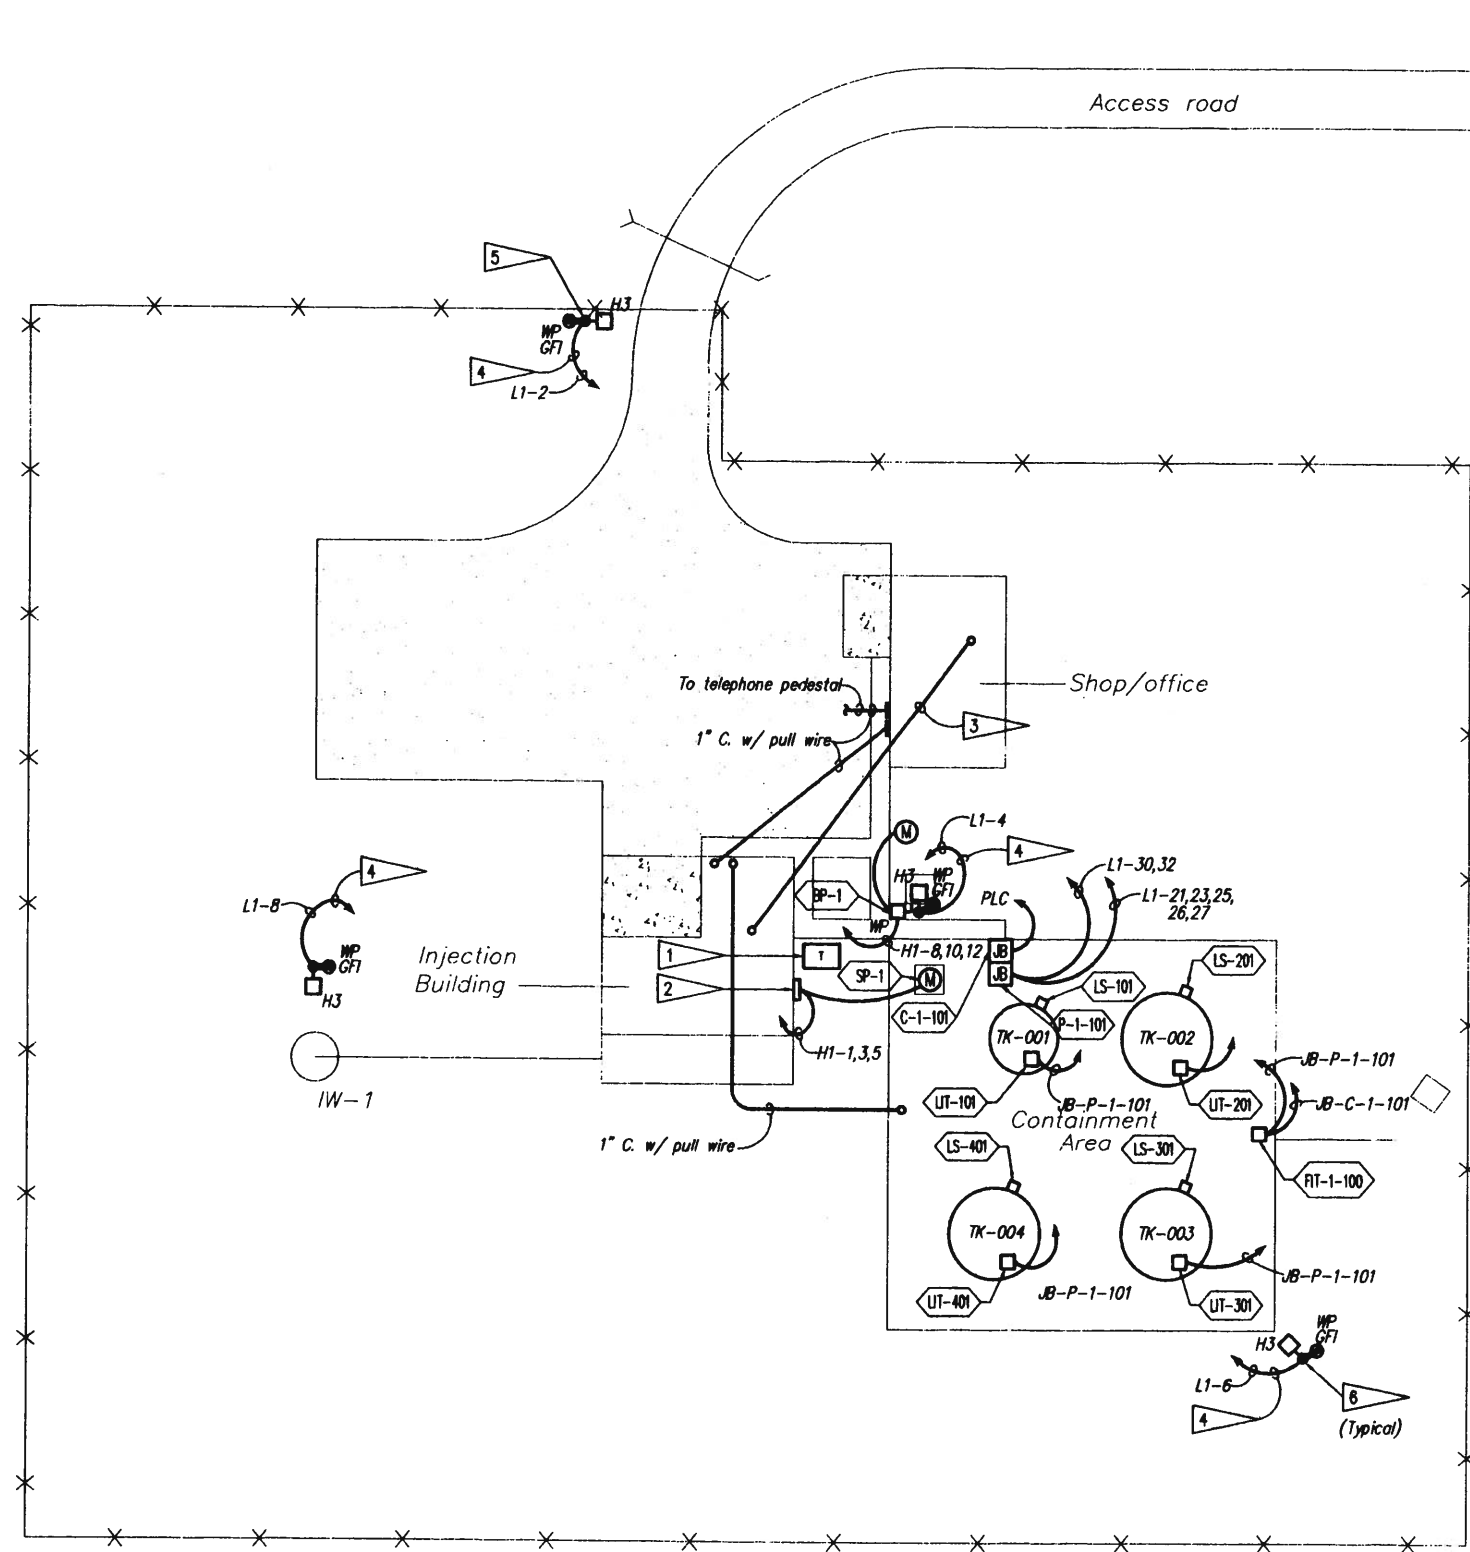 Access road
5
H3
WP
GFI
4
L1-2
To telephone pedestal
Shop/office
3
1" C. w/ pull wire
M
L1-4
4
L1-30,32
4
H3
WP
GFI
PLC
L1-21,23,25,
26,27
L1-8
BP-1
WP
H1-8,10,12
JB
JB
WP
GFI
H3
Injection
Building
1
T
2
SP-1
M
LS-201
LS-101
C-1-101
P-1-101
TK-001
TK-002
H1-1,3,5
JB-P-1-101
IW-1
LIT-101
JB-P-1-101
LIT-201
JB-C-1-101
Containment
Area
1" C. w/ pull wire
LS-401
LS-301
FIT-1-100
TK-004
TK-003
JB-P-1-101
JB-P-1-101
LIT-401
LIT-301
WP
GFI
H3
L1-6
6
4
(Typical)